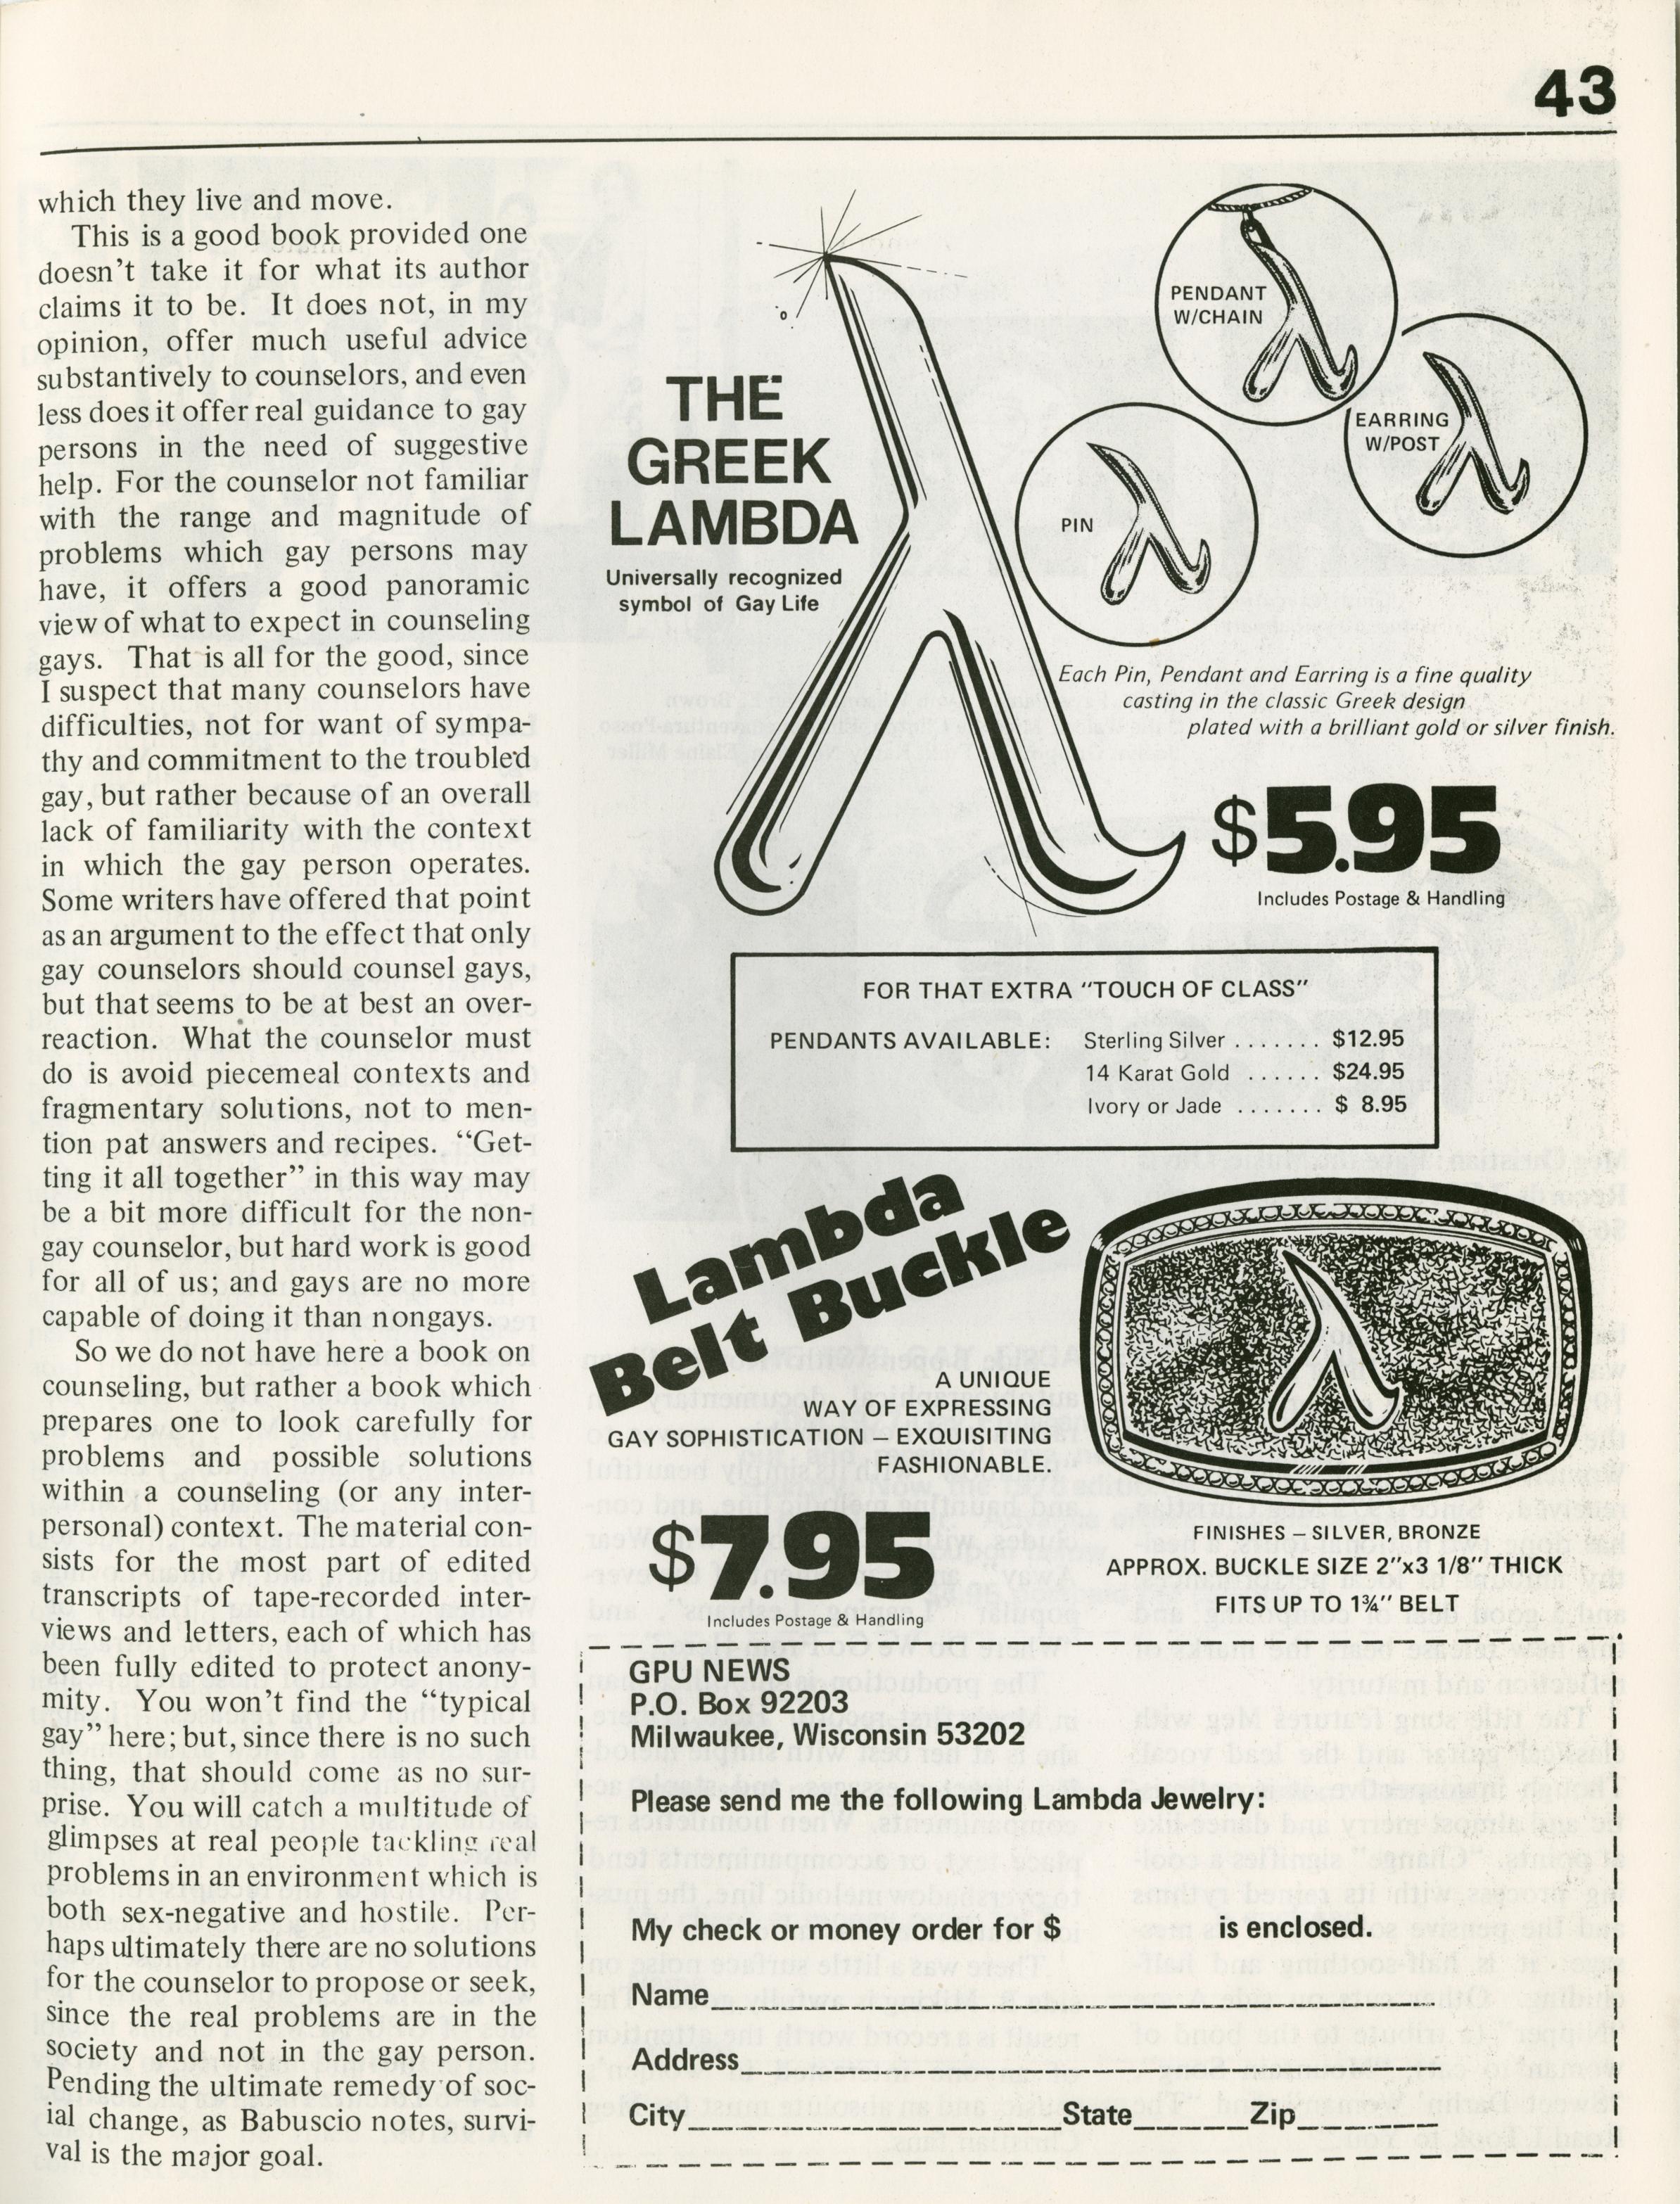 43
which they live and move.
This is a good book provided one
doesn't take it for what its author
claims it to be. It does not, in my
opinion, offer much useful advice
substantively to counselors, and even
less does it offer real guidance to gay
persons in the need of suggestive
help. For the counselor not familiar
with the range and magnitude of
problems which gay persons may
have, it offers a good panoramic
view of what to expect in counseling
gays. That is all for the good, since
I suspect that many counselors have
difficulties, not for want of sympa-
thy and commitment to the troubled
gay, but rather because of an overall
lack of familiarity with the context
in which the gay person operates.
Some writers have offered that point
as an argument to the effect that only
gay counselors should counsel gays,
but that seems to be at best an over-
reaction. What the counselor must
do is avoid piecemeal contexts and
fragmentary solutions, not to men-
tion pat answers and recipes. “Get-
ting it all together” in this way may
be a bit more difficult for the non-
gay counselor, but hard work is good
for all of us; and gays are no more
capable of doing it than nongays.
So we do not have here a book on
counseling, but rather a book which
prepares one to look carefully for
problems and possible solutions
within a counseling (or any inter-
personal) context. The material con-
sists for the most part of edited
transcripts of tape-recorded inter-
views and letters, each of which has
been fully edited to protect anony-
mity. You won't find the “typical
gay” here; but, since there is no such
thing, that should come as no sur-
prise. You will catch a multitude of
glimpses at real people tackling real
problems in an environment which is
both sex-negative and hostile. Per-
haps ultimately there are no solutions
for the counselor to propose or seek,
since the real problems are in the
society and not in the gay person.
Pending the ultimate remedy of soc-
ial change, as Babuscio notes, survi-
val is the major goal.
THE
GREEK
LAMBDA
Universally recognized
symbol of Gay Life
PENDANT
W/CHAIN
EARRING
W/POST
PIN
Each Pin, Pendant and Earring is a fine quality
casting in the classic Greek design
plated with a brilliant gold or silver finish.
$5.95
Includes Postage & Handling
FOR THAT EXTRA “TOUCH OF CLASS”
PENDANTS AVAILABLE: Sterling Silver ....... $12.95
14 Karat Gold ...... $24.95
Ivory or Jade ....... $ 8.95
Lambda
Belt Buckle
A UNIQUE
WAY OF EXPRESSING
GAY SOPHISTICATION – EXQUISITING
FASHIONABLE.
$7.95
Includes Postage & Handling
FINISHES – SILVER, BRONZE
APPROX. BUCKLE SIZE 2”x3 1/8” THICK
FITS UP TO 1¾” BELT
GPU NEWS
P.O. Box 92203
Milwaukee, Wisconsin 53202
Please send me the following Lambda Jewelry:
My check or money order for $ is enclosed.
Name
Address
City State Zip